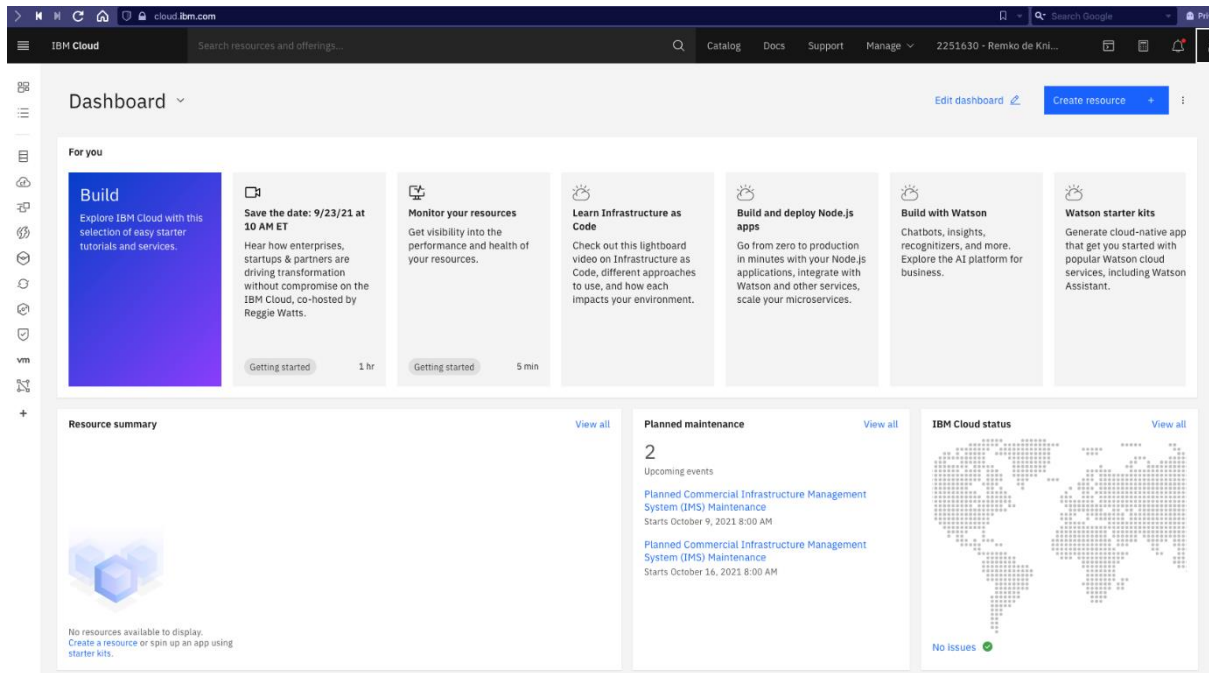 cloud.ibm.com
Search Google
IBM Cloud
Search resources and offerings...
Catalog
Docs
Support
Manage
2251630 - Remko de Kni...
Dashboard
Edit dashboard
Create resource +
For you
Build
Explore IBM Cloud with this
selection of easy starter
tutorials and services.
Save the date: 9/23/21 at
10 AM ET
Hear how enterprises,
startups & partners are
driving transformation
without compromise on the
IBM Cloud, co-hosted by
Reggie Watts.
Getting started
1 hr
Monitor your resources
Get visibility into the
performance and health of
your resources.
Getting started
5 min
Learn Infrastructure as
Code
Check out this lightboard
video on Infrastructure as
Code, different approaches
to use, and how each
impacts your environment.
Build and deploy Node.js
apps
Go from zero to production
in minutes with your Node.js
applications, integrate with
Watson and other services,
scale your microservices.
Build with Watson
Chatbots, insights,
recognitizers, and more.
Explore the AI platform for
business.
Watson starter kits
Generate cloud-native app
that get you started with
popular Watson cloud
services, including Watson
Assistant.
vm
Resource summary
View all
No resources available to display.
Create a resource or spin up an app using
starter kits.
Planned maintenance
View all
2
Upcoming events
Planned Commercial Infrastructure Management
System (IMS) Maintenance
Starts October 9, 2021 8:00 AM
Planned Commercial Infrastructure Management
System (IMS) Maintenance
Starts October 16, 2021 8:00 AM
IBM Cloud status
View all
No issues